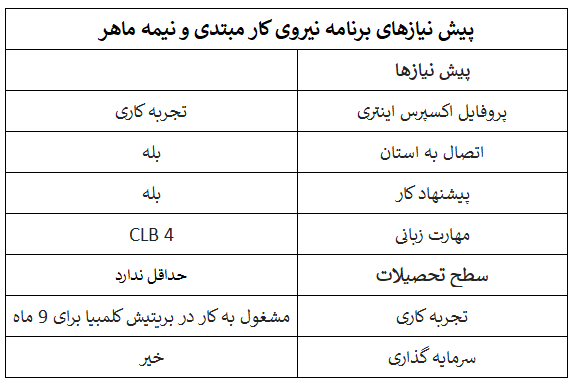 پیش نیازهای برنامه نیروی کار مبتدی و نیمه ماهر
پیش نیازها
پروفایل اکسپرس اینتری تجربه کاری
اتصال به استان بله
پیشنهاد کار بله
مهارت زبانی CLB 4
سطح تحصیلات حداقل ندارد
تجربه کاری مشغول به کار در بریتیش کلمبیا برای 9 ماه
سرمایه گذاری خیر